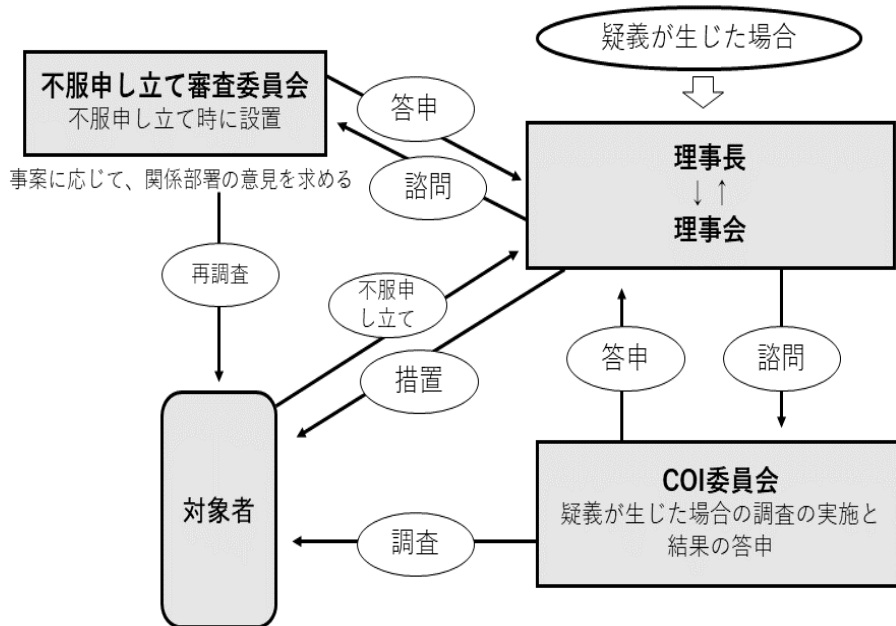 疑義が生じた場合
不服申し立て審査委員会
不服申し立て時に設置
答申
諮問
理事長
↓ ↑
理事会
事案に応じて、関係部署の意見を求める
再調査
不服申
し立て
措置
答申
諮問
対象者
調査
COI委員会
疑義が生じた場合の調査の実施と
結果の答申